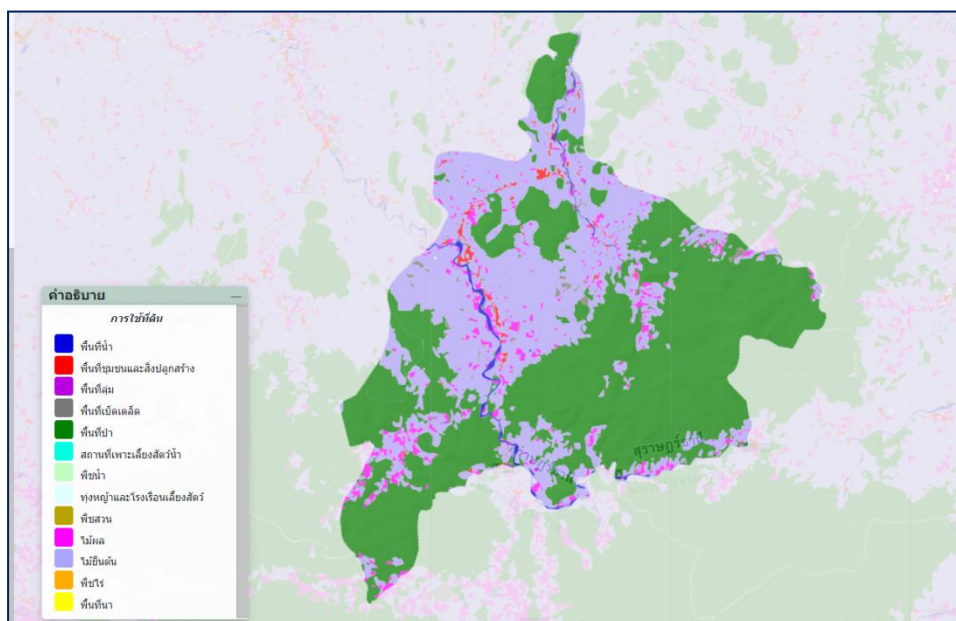 คำอธิบาย
การใช้ที่ดิน
พื้นที่น้ำ
พื้นที่ชุมชนและสิ่งปลูกสร้าง
พื้นที่ลุ่ม
พื้นที่เบ็ดเตล็ด
พื้นที่ป่า
สถานที่เพาะเลี้ยงสัตว์น้ำ
พืชน้ำ
ทุ่งหญ้าและโรงเรือนเลี้ยงสัตว์
พืชสวน
ไม้ผล
ไม้ยืนต้น
พืชไร่
พื้นที่นา